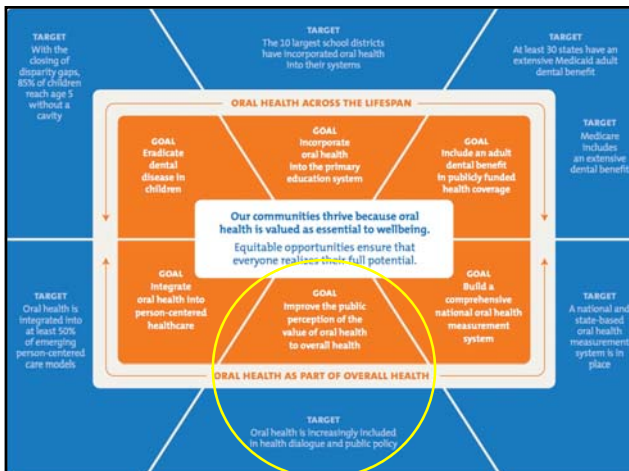 TARGET
With the
closing of
disparity gaps,
85% of children
reach age 5
without a
cavity
TARGET
The 10 largest school districts
have incorporated oral health
into their systems
TARGET
At least 30 states have an
extensive Medicaid adult
dental benefit
TARGET
Medicare
includes
an extensive
dental benefit
ORAL HEALTH ACROSS THE LIFESPAN
GOAL
Eradicate
dental
disease in
children
GOAL
Incorporate
oral health
into the primary
education system
GOAL
Include an adult
dental benefit
in publicly funded
health coverage
Our communities thrive because oral
health is valued as essential to wellbeing.
Equitable opportunities ensure that
everyone realizes their full potential.
GOAL
Integrate
oral health into
person-centered
healthcare
GOAL
Improve the public
perception of the
value of oral health
to overall health
GOAL
Build a
comprehensive
national oral health
measurement
system
TARGET
Oral health is
integrated into
at least 50%
of emerging
person-centered
care models
TARGET
A national and
state-based
oral health
measurement
system is in
place
ORAL HEALTH AS PART OF OVERALL HEALTH
TARGET
Oral health is increasingly included
in health dialogue and public policy